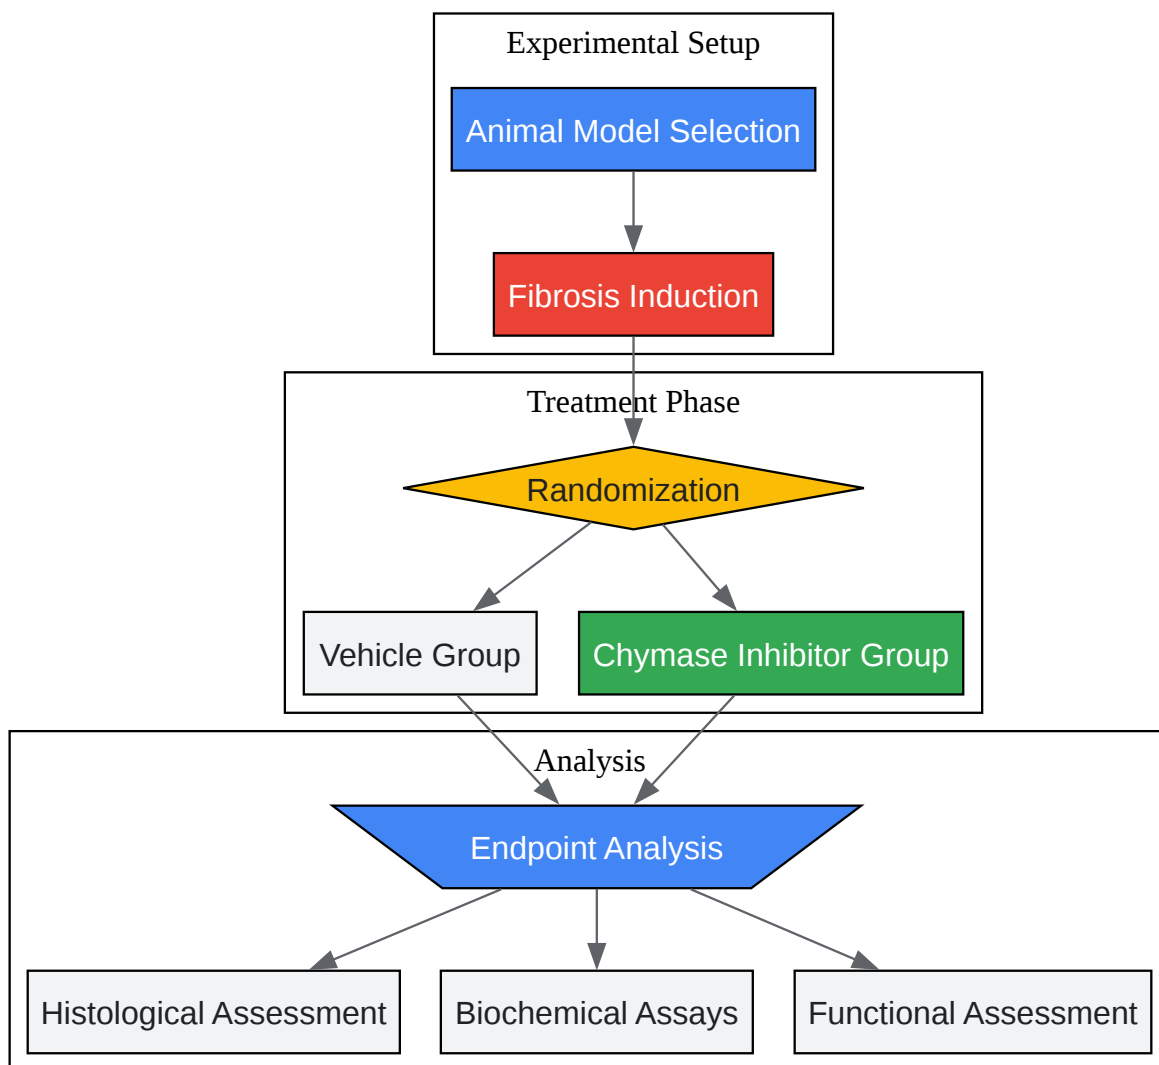 Experimental Setup
Animal Model Selection
Fibrosis Induction
Treatment Phase
Randomization
Vehicle Group
Chymase Inhibitor Group
Analysis
Endpoint Analysis
Histological Assessment
Biochemical Assays
Functional Assessment